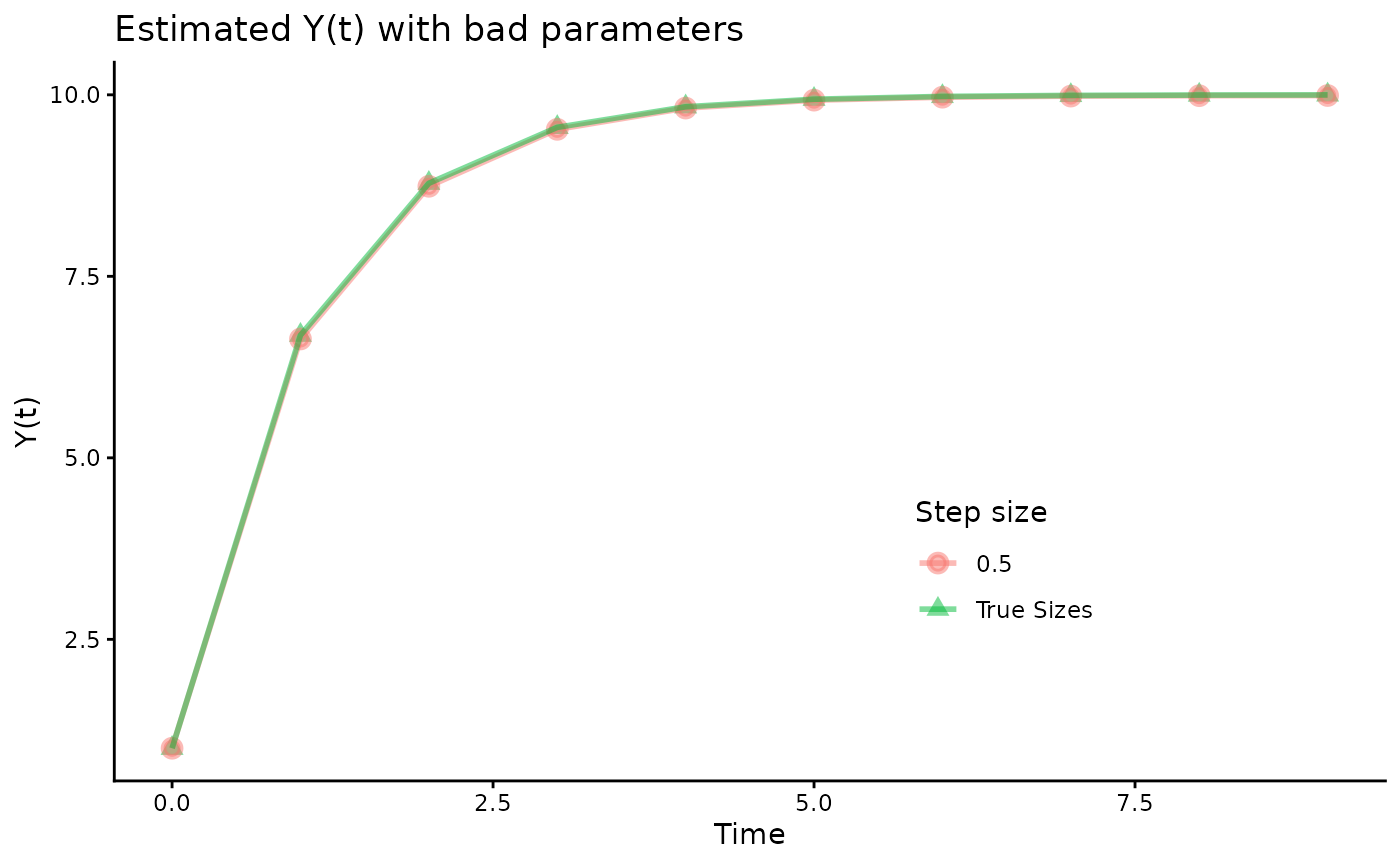 Estimated Y(t) with bad parameters
10.0
7.5
5.0
2.5
Y(t)
Step size
0.5
True Sizes
0.0 2.5 5.0 7.5
Time